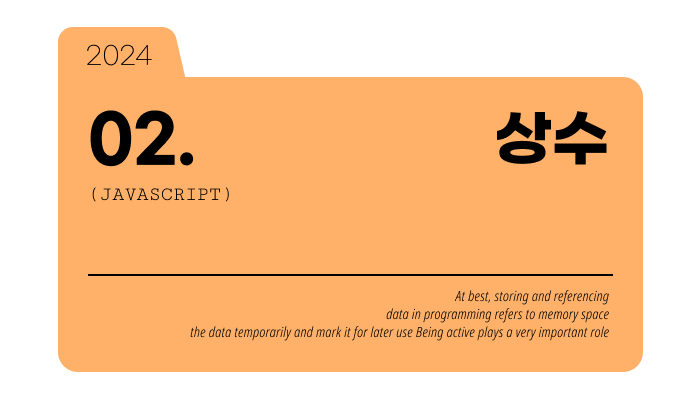 2024
02.
상수
(JAVASCRIPT)
At best, storing and referencing
data in programming refers to memory space
the data temporarily and mark it for later use Being active plays a very important role